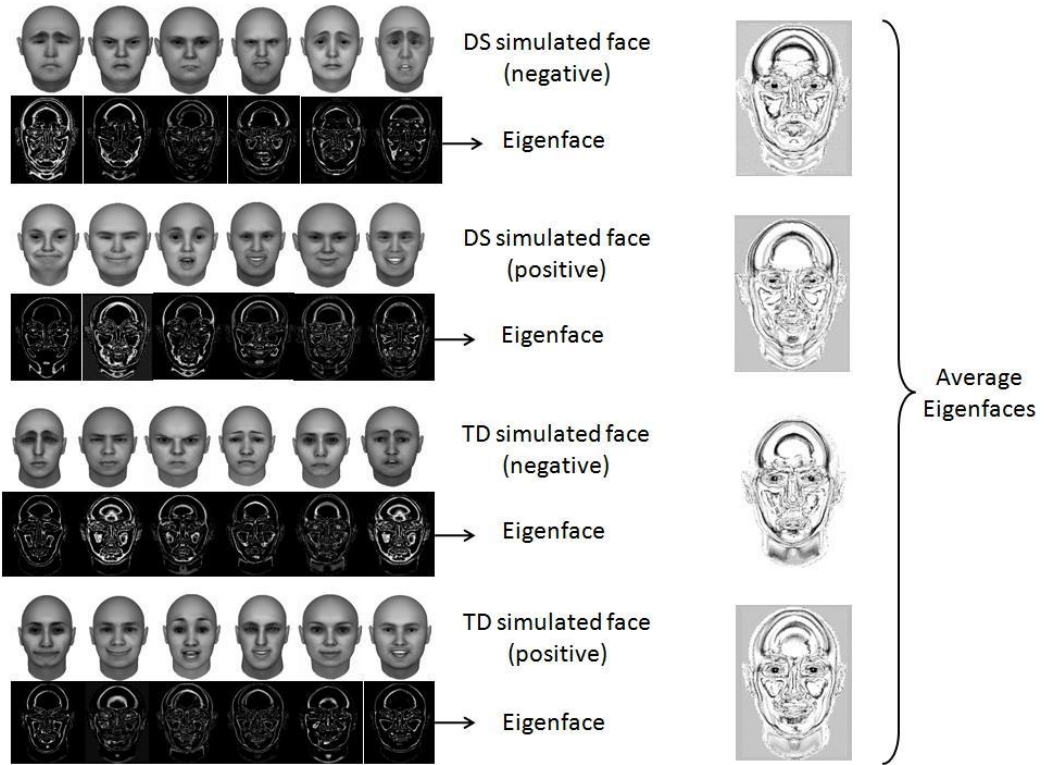 DS simulated face
(negative)
Eigenface
DS simulated face
(positive)
Eigenface
TD simulated face
(negative)
Eigenface
TD simulated face
(positive)
Eigenface
Average
Eigenfaces